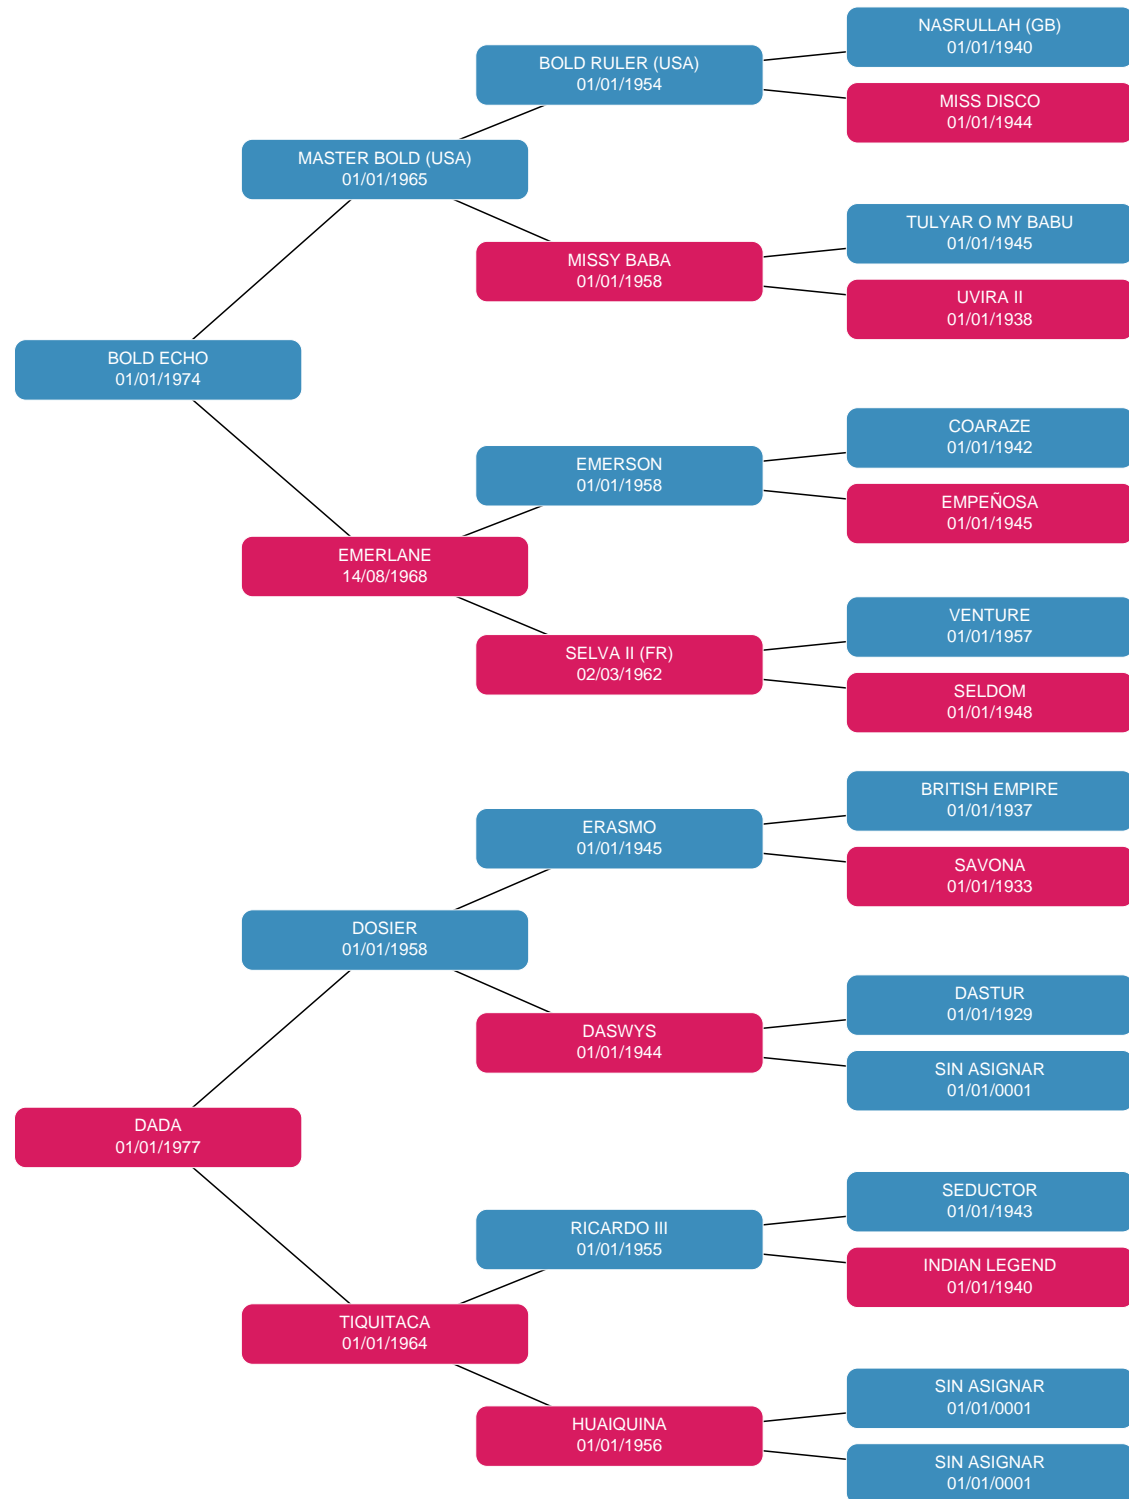 NASRULLAH (GB)
01/01/1940
BOLD RULER (USA)
01/01/1954
MISS DISCO
01/01/1944
MASTER BOLD (USA)
01/01/1965
TULYAR O MY BABU
01/01/1945
MISSY BABA
01/01/1958
UVIRA II
01/01/1938
BOLD ECHO
01/01/1974
COARAZE
01/01/1942
EMERSON
01/01/1958
EMPEÑOSA
01/01/1945
EMERLANE
14/08/1968
VENTURE
01/01/1957
SELVA II (FR)
02/03/1962
SELDOM
01/01/1948
BRITISH EMPIRE
01/01/1937
ERASMO
01/01/1945
SAVONA
01/01/1933
DOSIER
01/01/1958
DASTUR
01/01/1929
DASWYS
01/01/1944
SIN ASIGNAR
01/01/0001
DADA
01/01/1977
SEDUCTOR
01/01/1943
RICARDO III
01/01/1955
INDIAN LEGEND
01/01/1940
TIQUITACA
01/01/1964
SIN ASIGNAR
01/01/0001
HUAIQUINA
01/01/1956
SIN ASIGNAR
01/01/0001